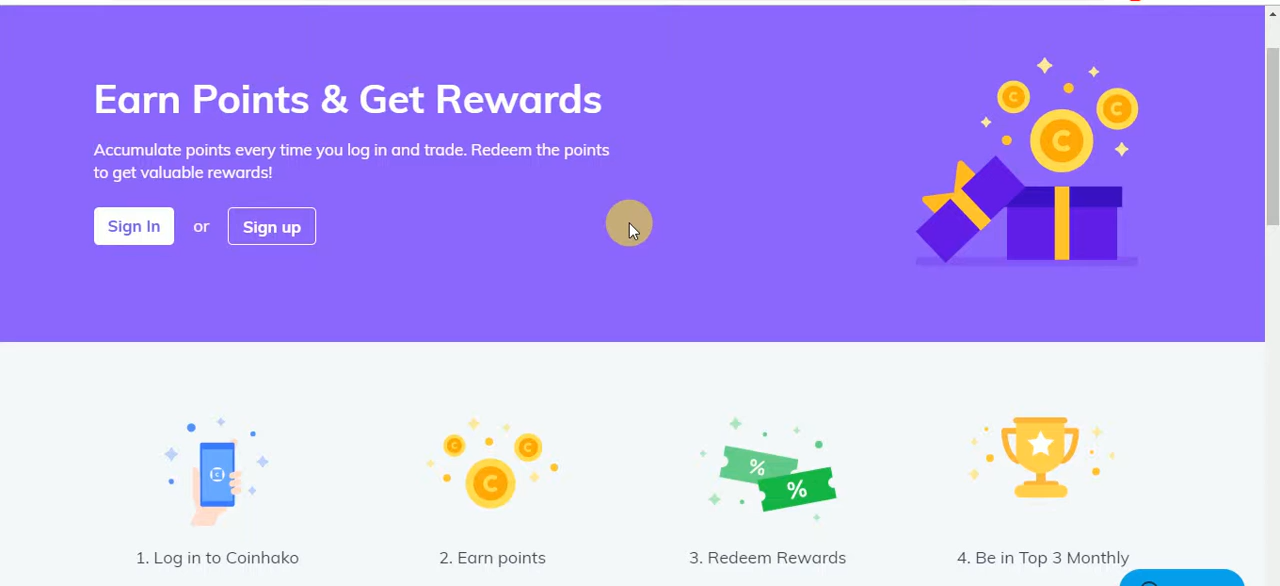 Earn Points & Get Rewards
Accumulate points every time you log in and trade. Redeem the points
to get valuable rewards!
Sign In or Sign up
C
C
C
C
C
C
C
%
%
1. Log in to Coinhako
2. Earn points
3. Redeem Rewards
4. Be in Top 3 Monthly